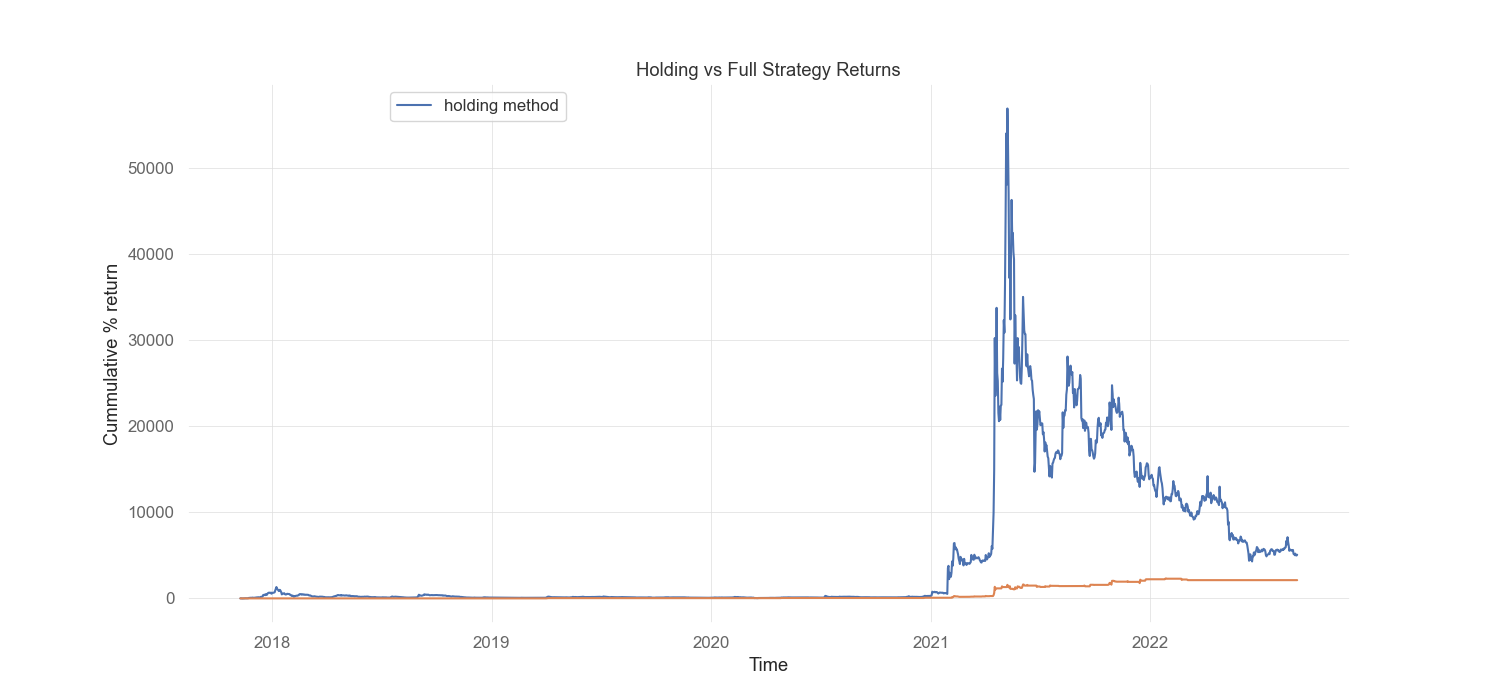 Holding vs Full Strategy Returns
holding method
Cummulative % return
50000
40000
30000
20000
10000
0
2018
2019
2020
2021
2022
Time